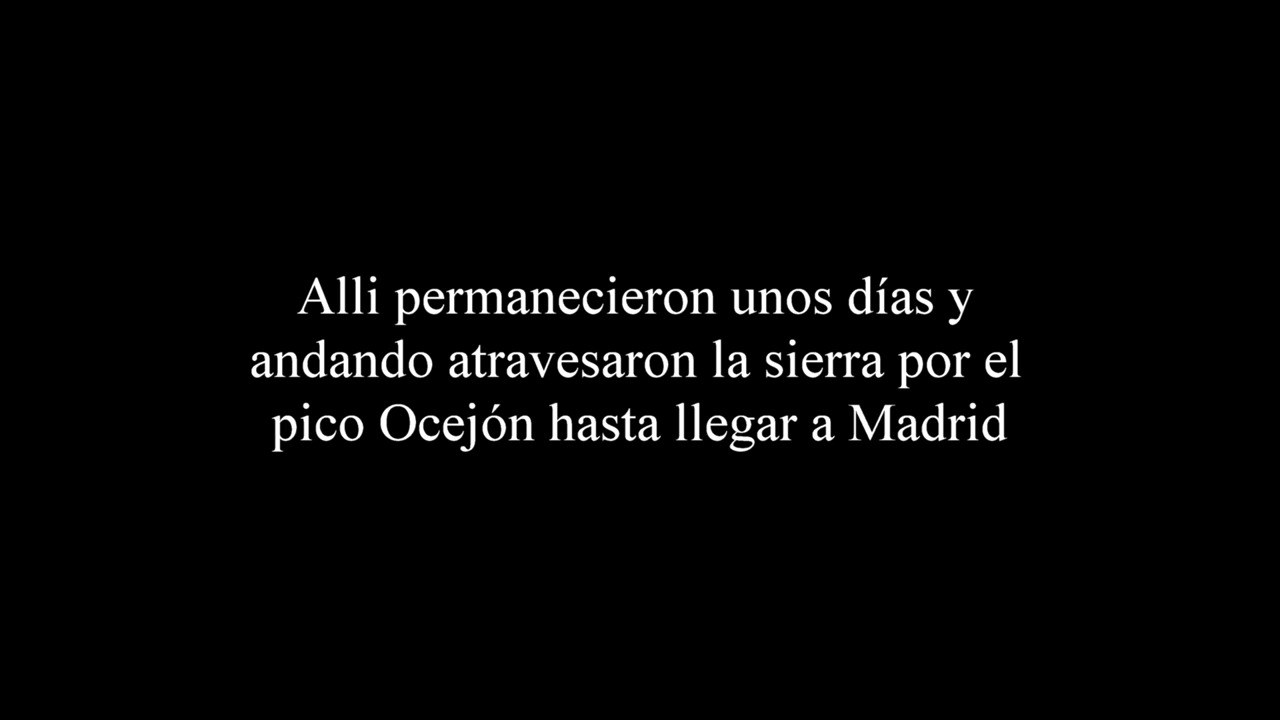 Alli permanecieron unos días y
andando atravesaron la sierra por el
pico Ocejón hasta llegar a Madrid